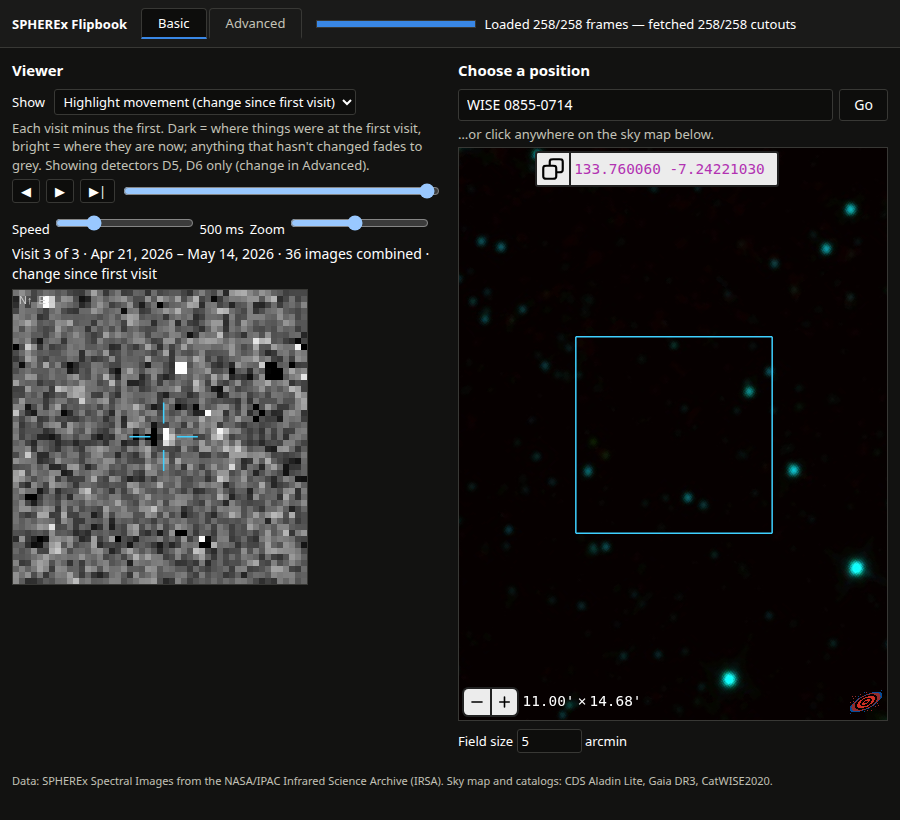 SPHEREx Flipbook
Basic
Advanced
Loaded 258/258 frames — fetched 258/258 cutouts
Viewer
Show
Highlight movement (change since first visit)
Each visit minus the first. Dark = where things were at the first visit,
bright = where they are now; anything that hasn't changed fades to
grey. Showing detectors D5, D6 only (change in Advanced).
Speed
500 ms
Zoom
Visit 3 of 3 · Apr 21, 2026 – May 14, 2026 · 36 images combined ·
change since first visit
Choose a position
WISE 0855-0714
Go
...or click anywhere on the sky map below.
133.760060 -7.24221030
11.00' × 14.68'
Field size
5
arcmin
Data: SPHEREx Spectral Images from the NASA/IPAC Infrared Science Archive (IRSA). Sky map and catalogs: CDS Aladin Lite, Gaia DR3, CatWISE2020.